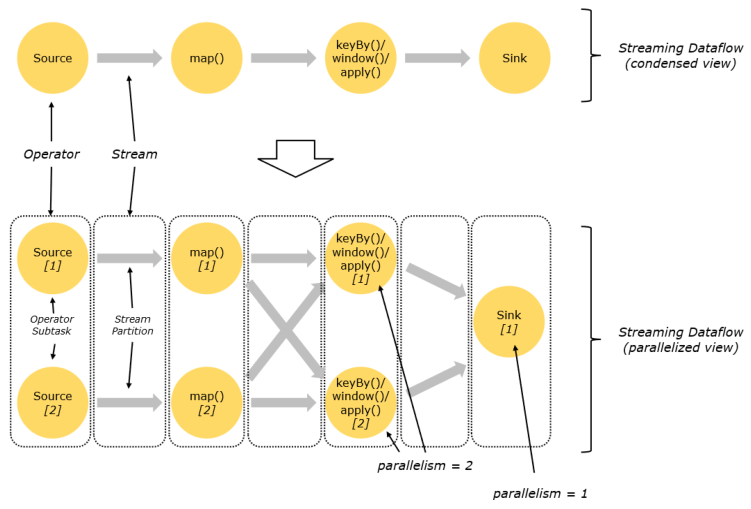 Source
map()
keyBy()/
window()/
apply()
Sink
Streaming Dataflow
(condensed view)
Operator
Stream
Source
[1]
map()
[1]
keyBy()/
window()/
apply()
[1]
Operator
Subtask
Stream
Partition
Sink
[1]
Streaming Dataflow
(parallelized view)
Source
[2]
map()
[2]
keyBy()/
window()/
apply()
[2]
parallelism = 2
parallelism = 1